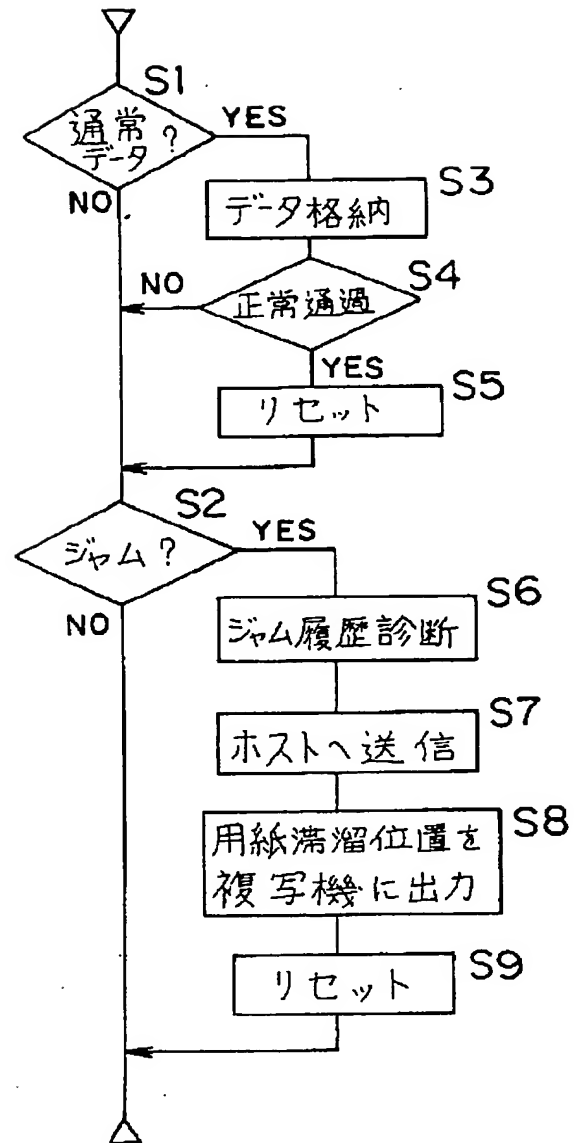 S1
通常
データ?
YES
NO
S3
データ格納
S4
NO
正常通過
YES
S5
リセット
S2
ジャム?
YES
NO
S6
ジャム履歴診断
S7
ホストへ送信
S8
用紙滞溜位置を
複写機に出力
S9
リセット